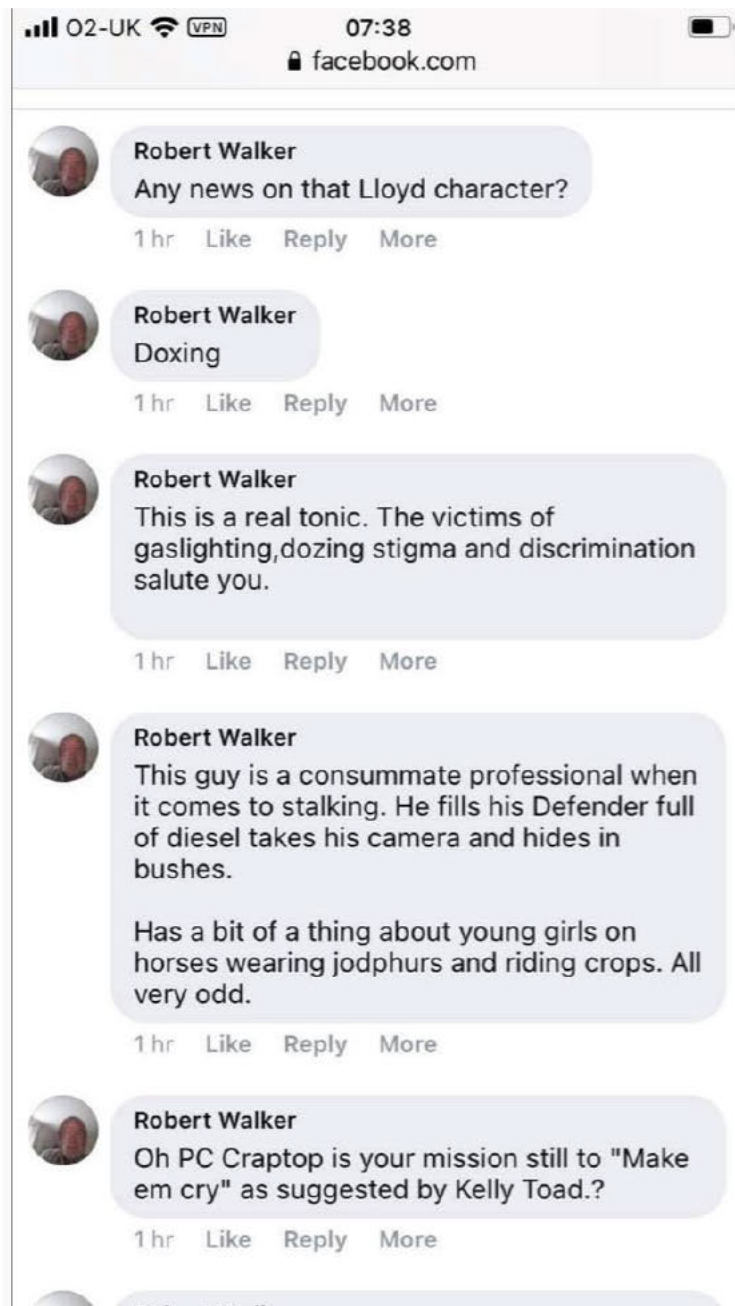 O2-UK VPN 07:38
facebook.com
Robert Walker
Any news on that Lloyd character?
1 hr Like Reply More
Robert Walker
Doxing
1 hr Like Reply More
Robert Walker
This is a real tonic. The victims of
gaslighting,dozing stigma and discrimination
salute you.
1 hr Like Reply More
Robert Walker
This guy is a consummate professional when
it comes to stalking. He fills his Defender full
of diesel takes his camera and hides in
bushes.
Has a bit of a thing about young girls on
horses wearing jodphurs and riding crops. All
very odd.
1 hr Like Reply More
Robert Walker
Oh PC Craptop is your mission still to "Make
em cry" as suggested by Kelly Toad.?
1 hr Like Reply More